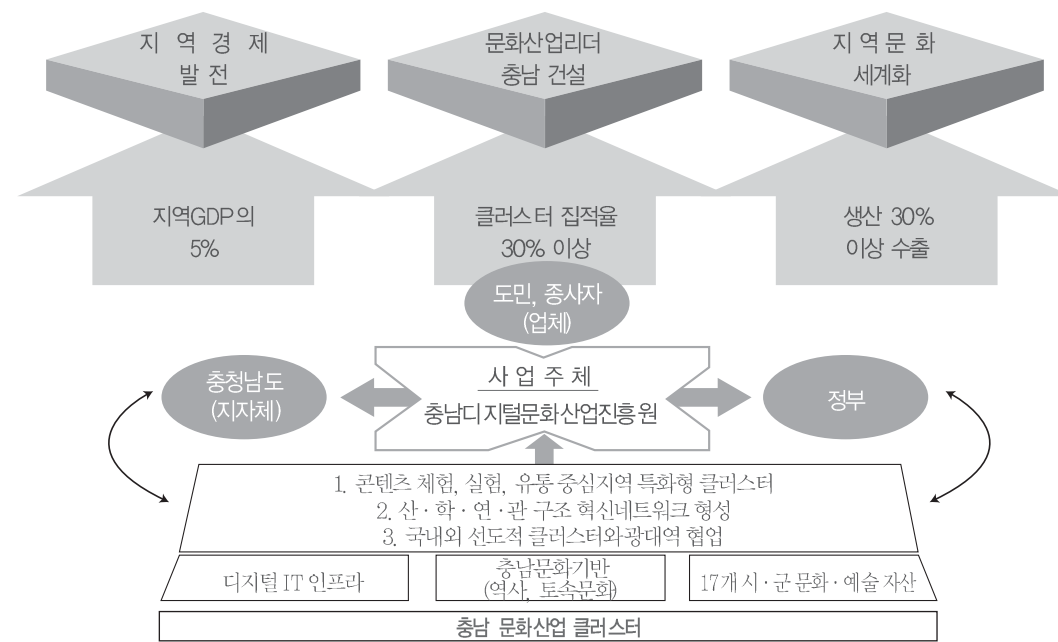 지 역 경 제
발 전
문화산업리더
충남 건설
지역문화
세계화
지역GDP의
5%
클러스터 집적율
30% 이상
생산 30%
이상 수출
도민, 종사자
(업체)
충청남도
(지자체)
사 업 주 체
충남디지털문화산업진흥원
정부
1. 콘텐츠 체험, 실험, 유통 중심지역 특화형 클러스터
2. 산·학·연·관 구조 혁신네트워크 형성
3. 국내외 선도적 클러스터와 광대역 협업
디지털 IT 인프라
충남문화기반
(역사, 토속문화)
17개 시·군 문화·예술 자산
충남 문화산업 클러스터